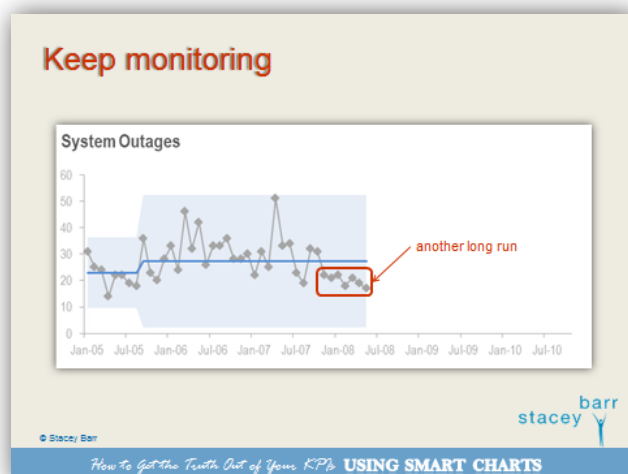 Keep monitoring
System Outages
60
50
40
30
20
10
0
another long run
Jan-05 Jul-05 Jan-06 Jul-06 Jan-07 Jul-07 Jan-08 Jul-08 Jan-09 Jul-09 Jan-10 Jul-10
barr
stacey
© Stacey Barr
How to Get the Truth Out of Your KPIs USING SMART CHARTS